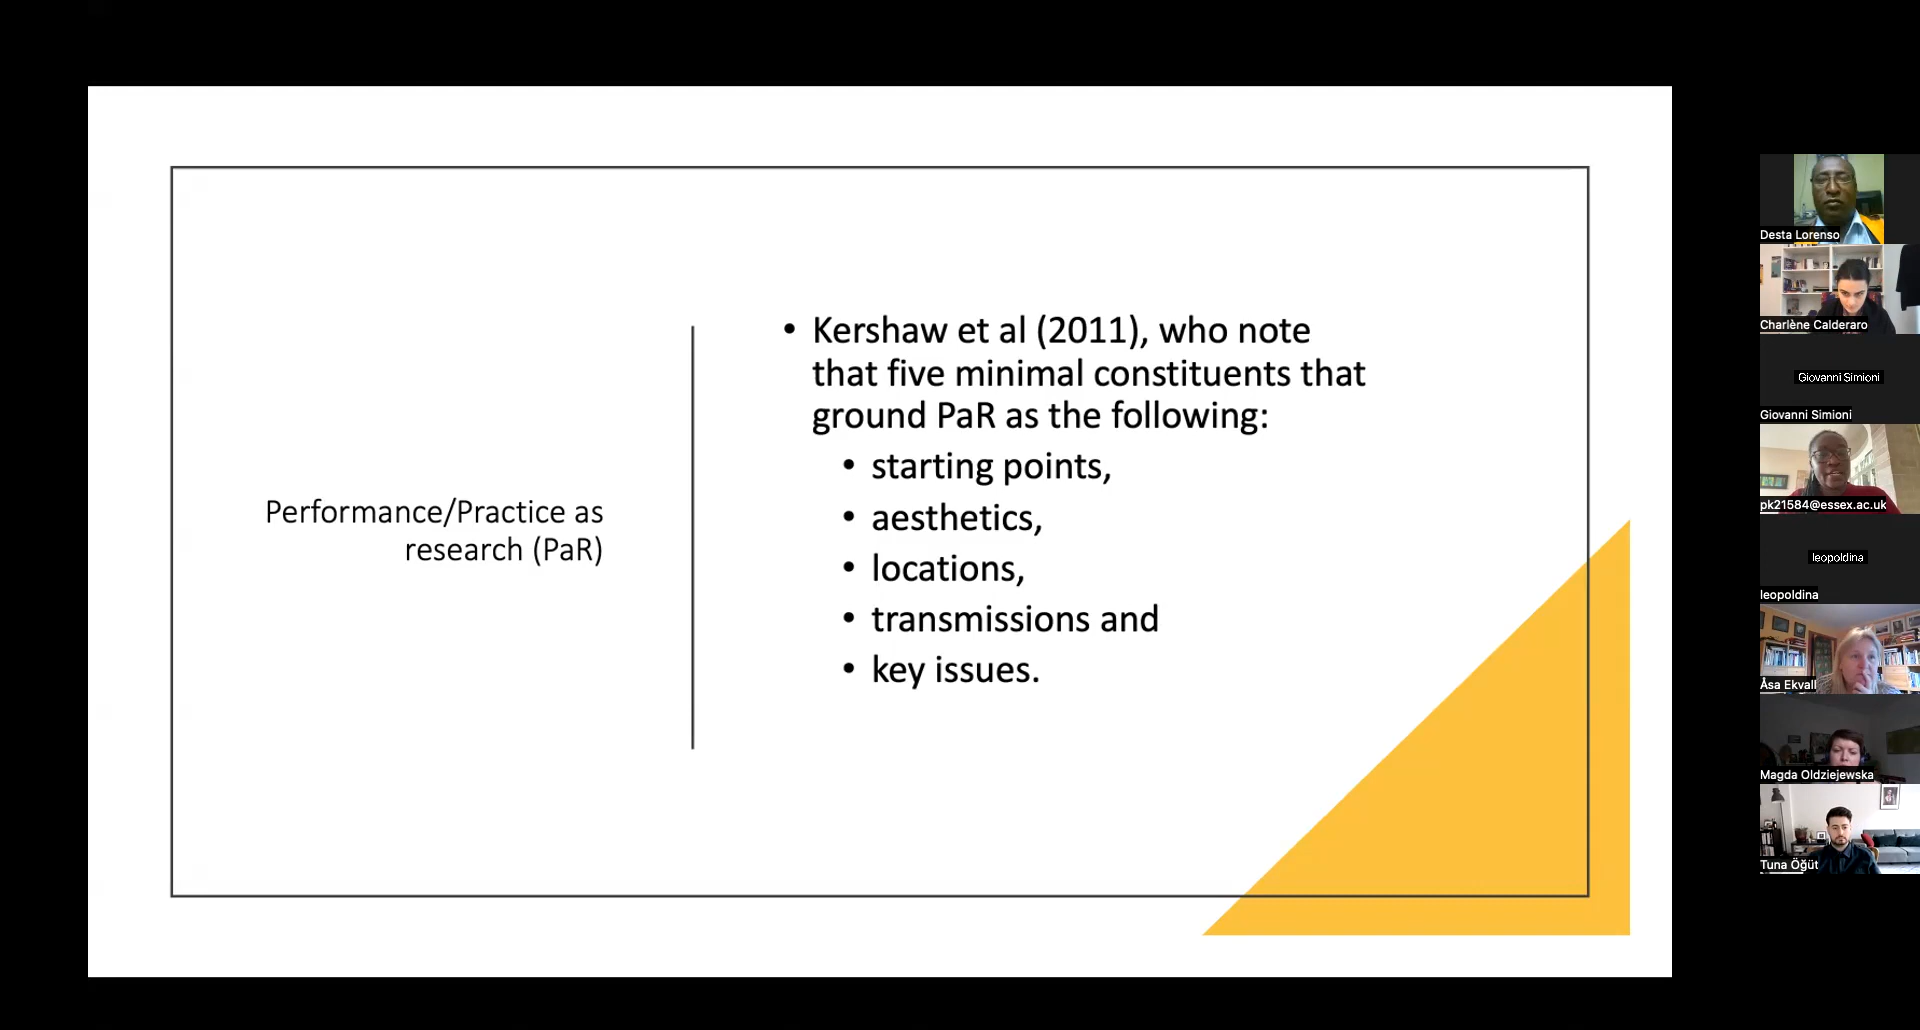 Performance/Practice as
research (PaR)
• Kershaw et al (2011), who note
that five minimal constituents that
ground PaR as the following:
• starting points,
• aesthetics,
• locations,
• transmissions and
• key issues.
Desta Lorenso
Charlène Calderaro
Giovanni Simioni
Giovanni Simioni
pk21584@essex.ac.uk
leopoldina
leopoldina
Åsa Ekvall
Magda Oldziejewska
Tuna Öğüt